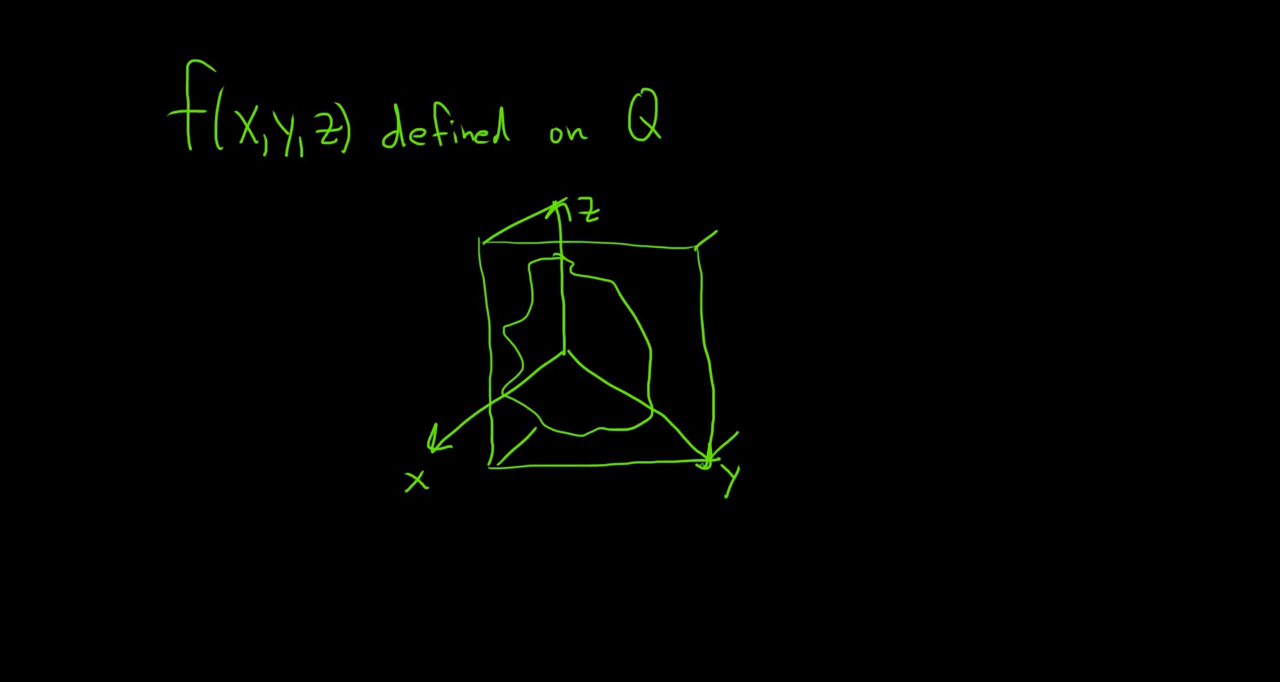 f(x,y,z) defined on Q
z
x
y